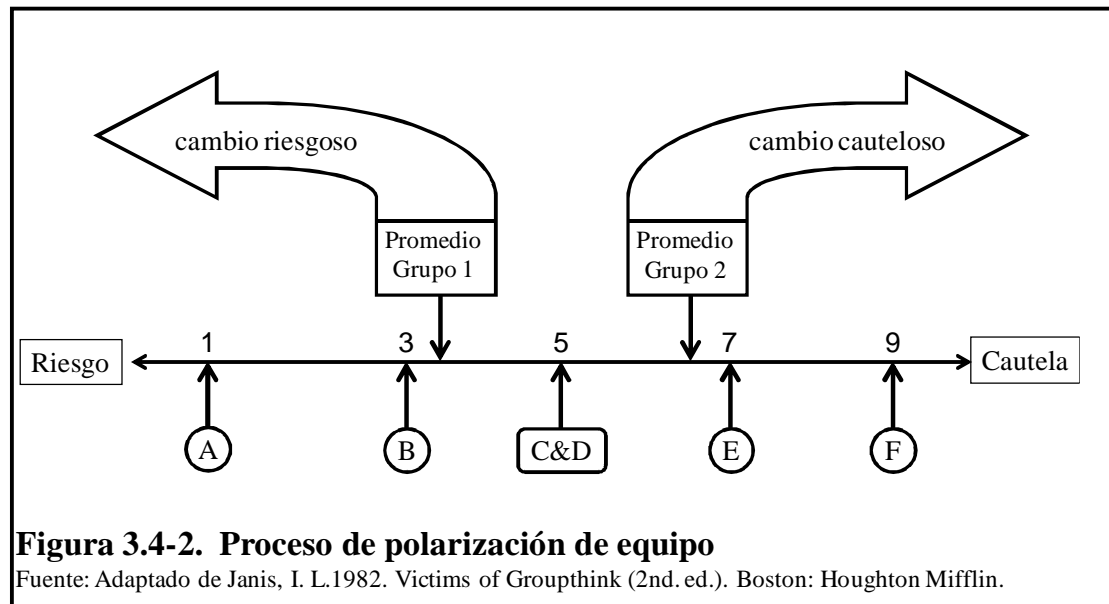 cambio riesgoso
cambio cauteloso
Promedio
Grupo 1
Promedio
Grupo 2
1
3
5
7
9
Riesgo
Cautela
A
B
C&D
E
F
Figura 3.4-2. Proceso de polarización de equipo
Fuente: Adaptado de Janis, I. L.1982. Victims of Groupthink (2nd. ed.). Boston: Houghton Mifflin.